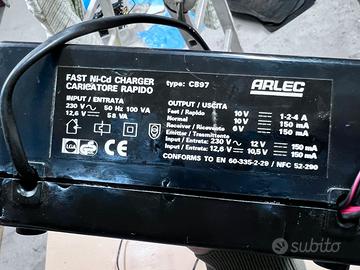 FAST Ni-Cd CHARGER
CARICATORE RAPIDO
type: CB97
ARLEC
INPUT / ENTRATA
230 V ~ 50 Hz 100 VA
12,6 V ⎓ 58 VA
OUTPUT / USCITA
Fast / Rapido 10 V ⎓ 1-2-4 A
Normal 10 V ⎓ 150 mA
Receiver / Ricevente 6 V ⎓ 150 mA
Emitter / Trasmittente
Input / Entrata: 230 V ~ 12 V ⎓ 150 mA
Input / Entrata: 12,6 V ⎓ 10,5 V ⎓ 150 mA
CONFORMS TO EN 60-335-2-29 / NFC 52-290
LGA
GS
CE
subito